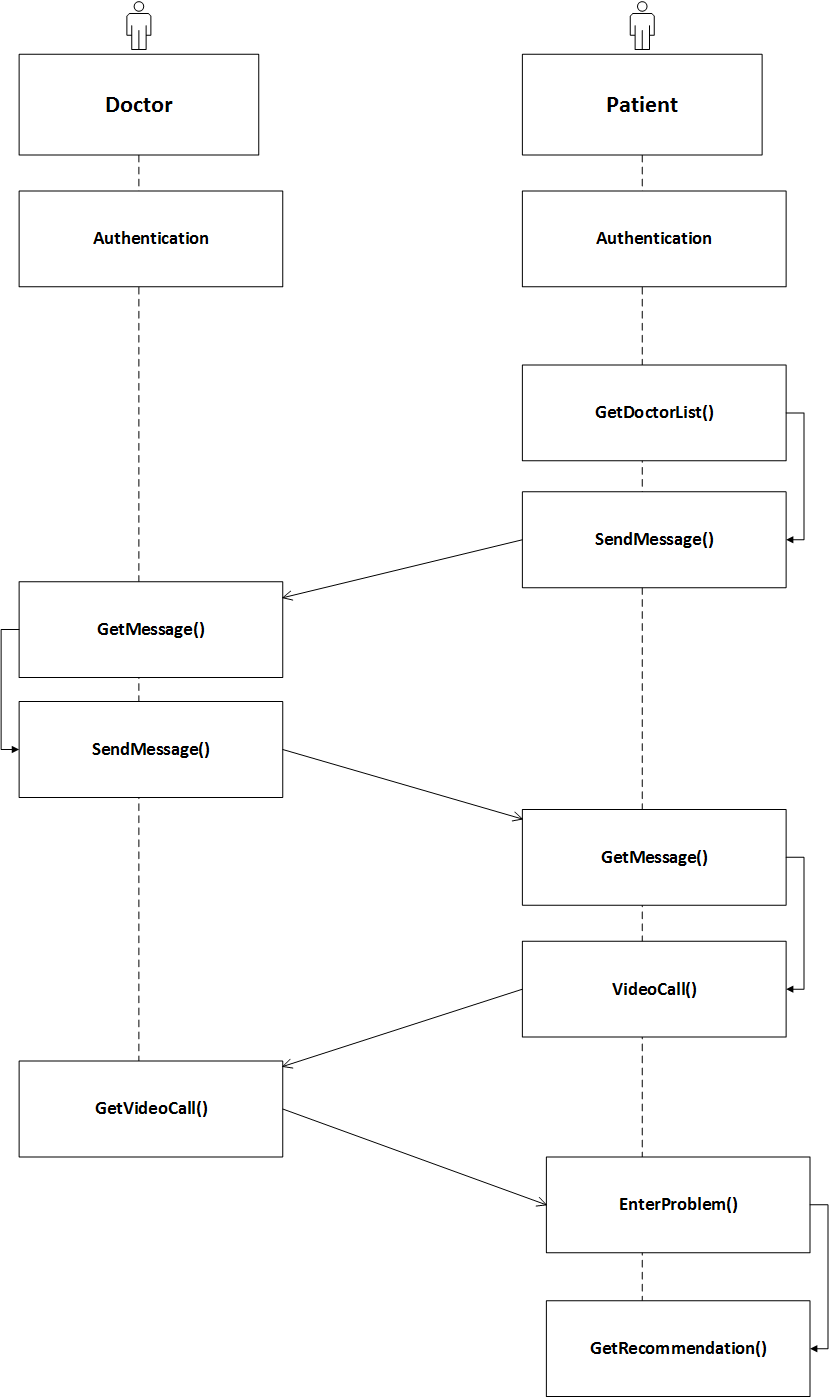 Doctor
Patient
Authentication
Authentication
GetDoctorList()
SendMessage()
GetMessage()
SendMessage()
GetMessage()
VideoCall()
GetVideoCall()
EnterProblem()
GetRecommendation()